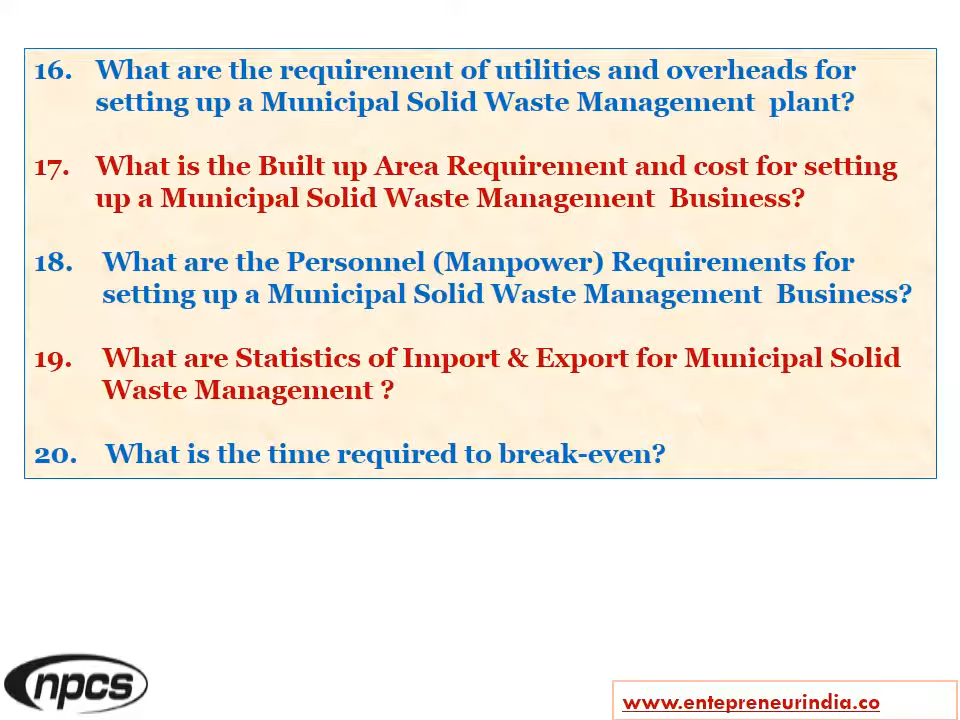 16. What are the requirement of utilities and overheads for
setting up a Municipal Solid Waste Management plant?
17. What is the Built up Area Requirement and cost for setting
up a Municipal Solid Waste Management Business?
18. What are the Personnel (Manpower) Requirements for
setting up a Municipal Solid Waste Management Business?
19. What are Statistics of Import & Export for Municipal Solid
Waste Management ?
20. What is the time required to break-even?
npcs
www.entepreneurindia.co